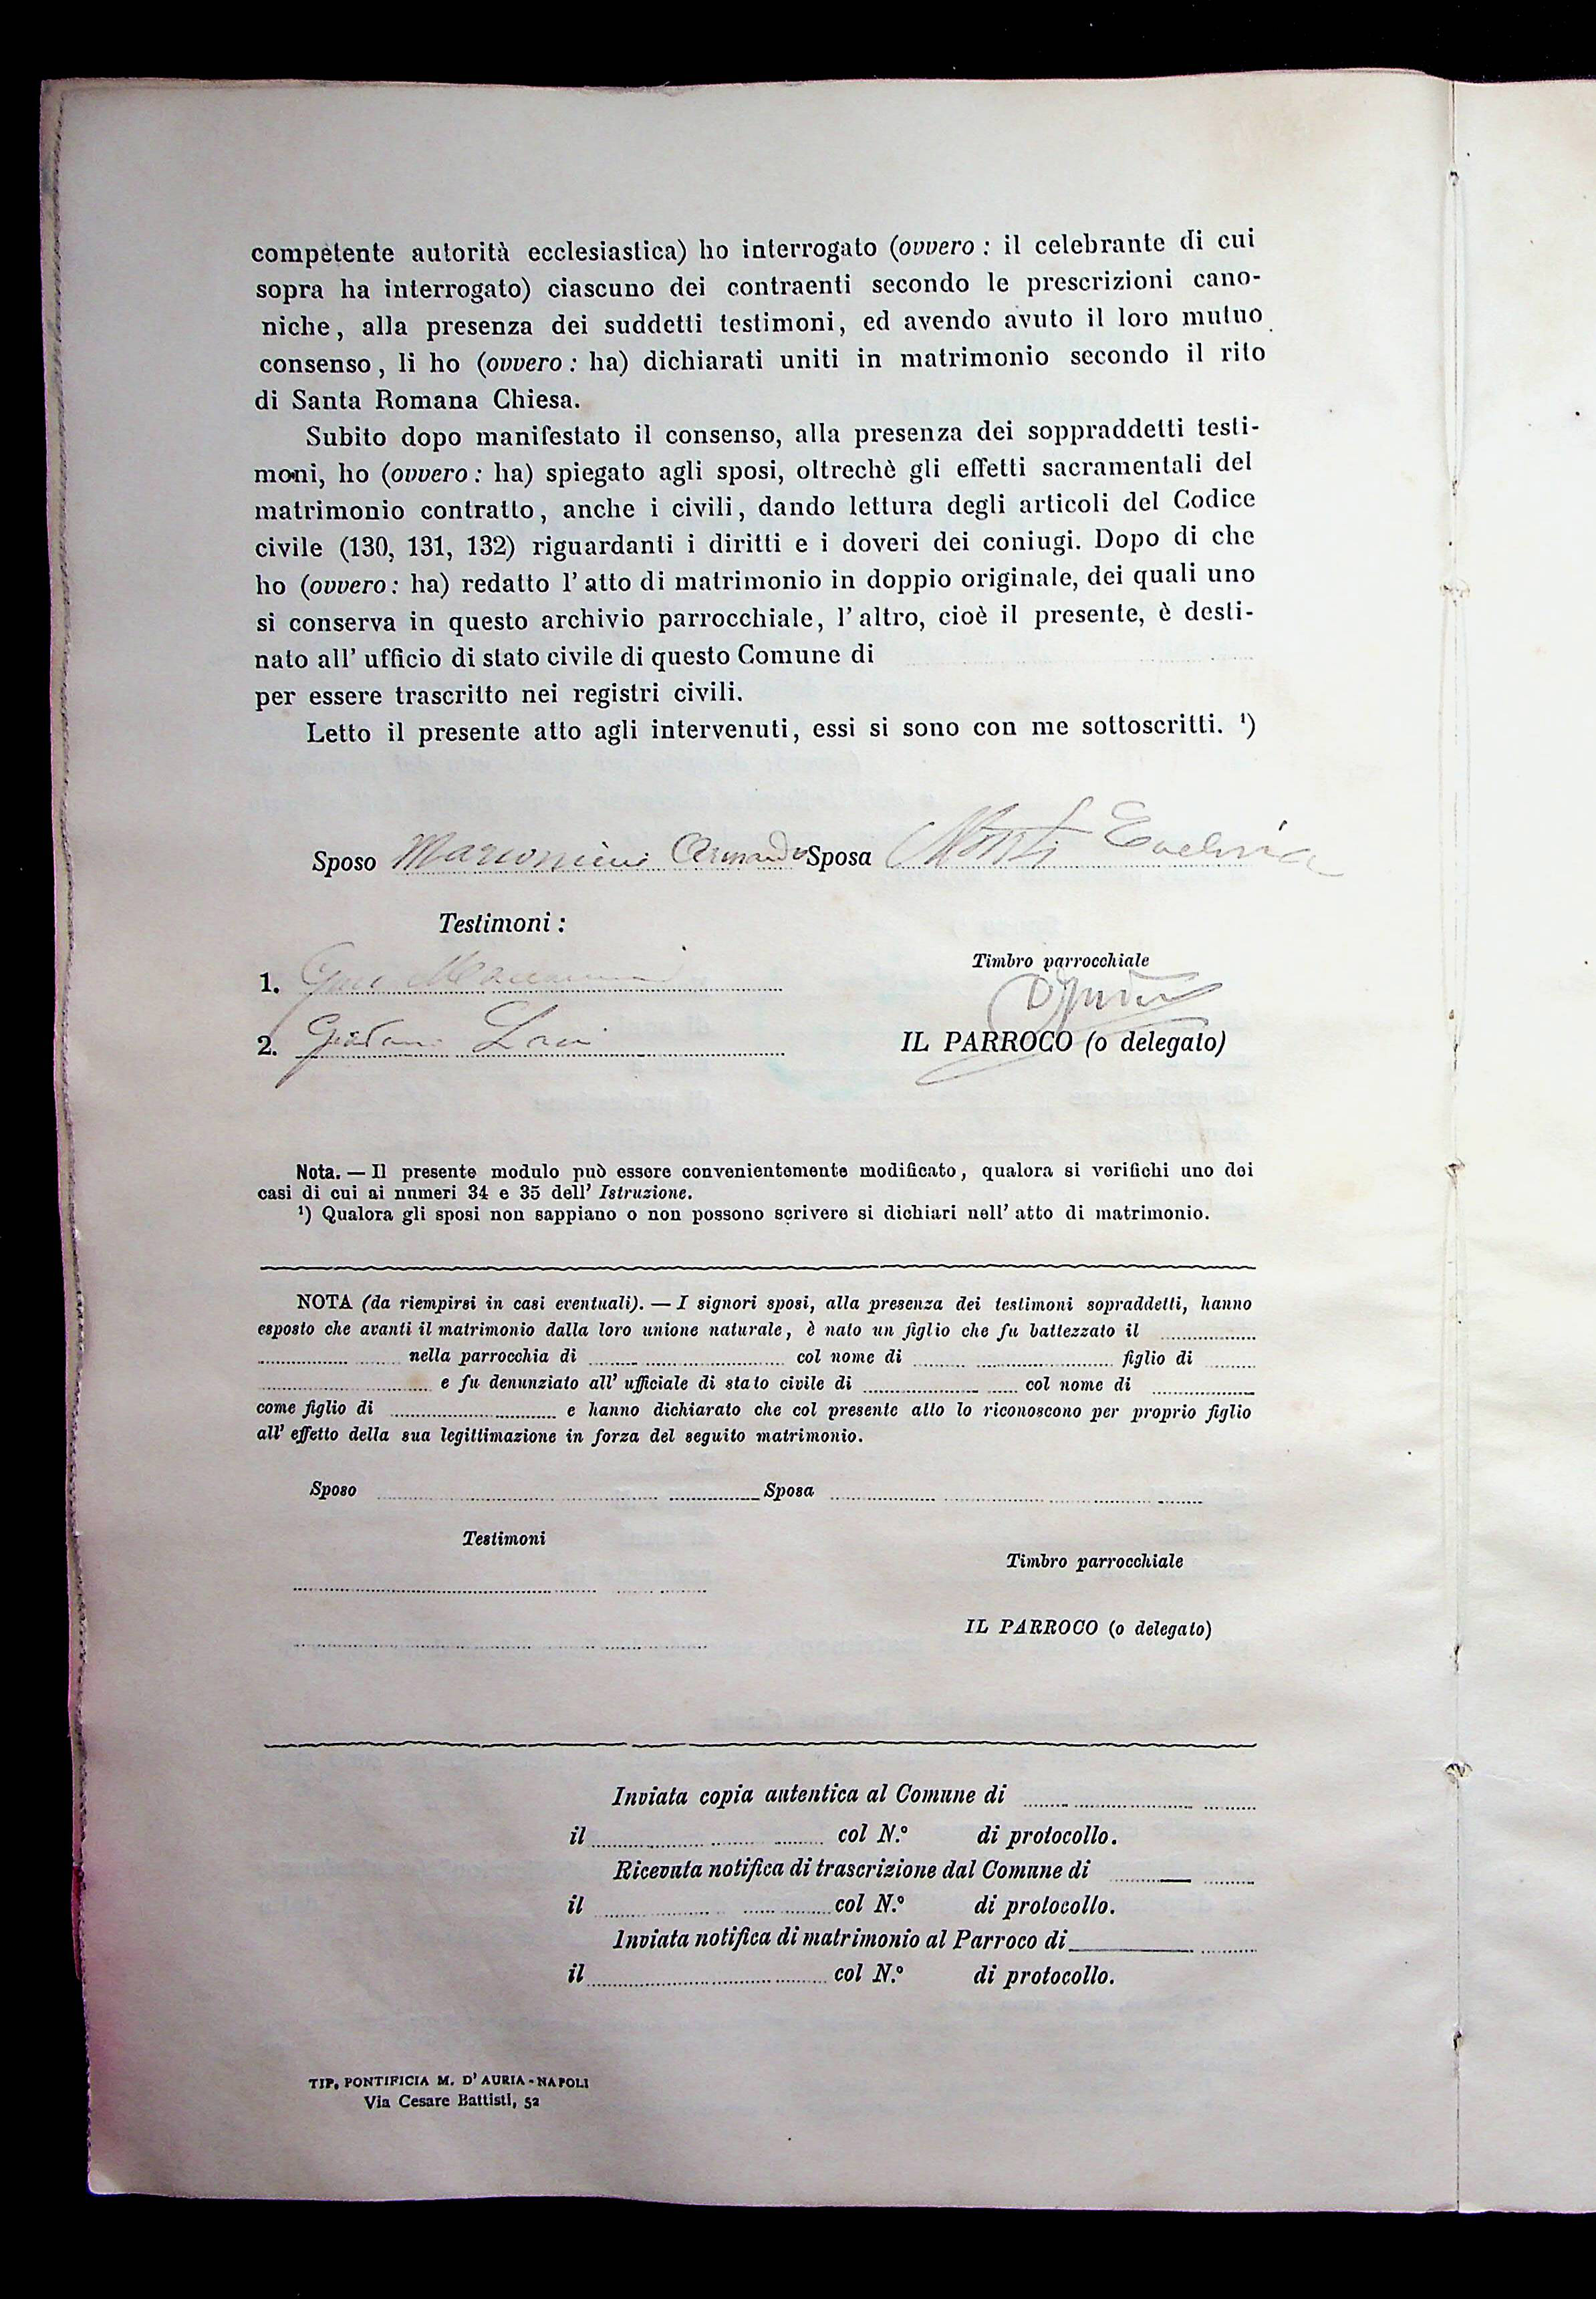 competente autorità ecclesiastica) ho interrogato (ovvero : il celebrante di cui
sopra ha interrogato) ciascuno dei contraenti secondo le prescrizioni cano-
niche, alla presenza dei suddetti testimoni, ed avendo avuto il loro mutuo
consenso, li ho (ovvero : ha) dichiarati uniti in matrimonio secondo il rito
di Santa Romana Chiesa.
Subito dopo manifestato il consenso, alla presenza dei soppraddetti testi-
moni, ho (ovvero : ha) spiegato agli sposi, oltrechè gli effetti sacramentali del
matrimonio contratto, anche i civili, dando lettura degli articoli del Codice
civile (130, 131, 132) riguardanti i diritti e i doveri dei coniugi. Dopo di che
ho (ovvero : ha) redatto l' atto di matrimonio in doppio originale, dei quali uno
si conserva in questo archivio parrocchiale, l' altro, cioè il presente, è desti-
nato all' ufficio di stato civile di questo Comune di
per essere trascritto nei registri civili.
Letto il presente atto agli intervenuti, essi si sono con me sottoscritti. ¹)
Sposo Armando Sposa Monti
Testimoni :
Timbro parrocchiale
1.
2. Giovanni
IL PARROCO (o delegato)
Nota. — Il presente modulo può essere convenientemente modificato, qualora si verifichi uno dei
casi di cui ai numeri 34 e 35 dell' Istruzione.
¹) Qualora gli sposi non sappiano o non possono scrivere si dichiari nell' atto di matrimonio.
NOTA (da riempirsi in casi eventuali). — I signori sposi, alla presenza dei testimoni sopraddetti, hanno
esposto che avanti il matrimonio dalla loro unione naturale, è nato un figlio che fu battezzato il
nella parrocchia di col nome di figlio di
e fu denunziato all' ufficiale di stato civile di col nome di
come figlio di e hanno dichiarato che col presente atto lo riconoscono per proprio figlio
all' effetto della sua legittimazione in forza del seguito matrimonio.
Sposo Sposa
Testimoni
Timbro parrocchiale
IL PARROCO (o delegato)
Inviata copia autentica al Comune di
il col N.º di protocollo.
Ricevuta notifica di trascrizione dal Comune di
il col N.º di protocollo.
Inviata notifica di matrimonio al Parroco di
il col N.º di protocollo.
TIP. PONTIFICIA M. D' AURIA - NAPOLI
Via Cesare Battisti, 52